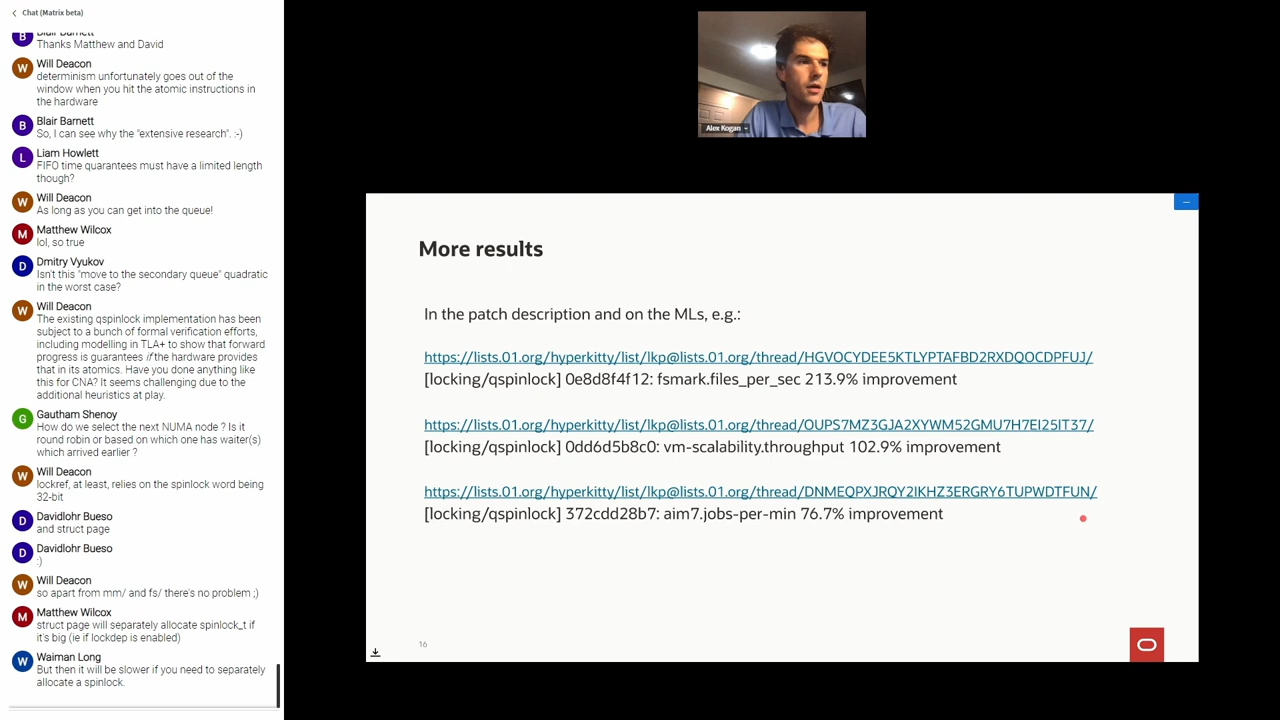 Chat (Matrix beta)
Blair Barnett
Thanks Matthew and David
Will Deacon
determinism unfortunately goes out of the
window when you hit the atomic instructions in
the hardware
Blair Barnett
So, I can see why the "extensive research". :-)
Liam Howlett
FIFO time quarantees must have a limited length
though?
Will Deacon
As long as you can get into the queue!
Matthew Wilcox
lol, so true
Dmitry Vyukov
Isn't this "move to the secondary queue" quadratic
in the worst case?
Will Deacon
The existing qspinlock implementation has been
subject to a bunch of formal verification efforts,
including modelling in TLA+ to show that forward
progress is guarantees if the hardware provides
that in its atomics. Have you done anything like
this for CNA? It seems challenging due to the
additional heuristics at play.
Gautham Shenoy
How do we select the next NUMA node ? Is it
round robin or based on which one has waiter(s)
which arrived earlier ?
Will Deacon
lockref, at least, relies on the spinlock word being
32-bit
Davidlohr Bueso
and struct page
Davidlohr Bueso
:)
Will Deacon
so apart from mm/ and fs/ there's no problem ;)
Matthew Wilcox
struct page will separately allocate spinlock_t if
it's big (ie if lockdep is enabled)
Waiman Long
But then it will be slower if you need to separately
allocate a spinlock.
Alex Kogan
More results
In the patch description and on the MLs, e.g.:
https://lists.01.org/hyperkitty/list/lkp@lists.01.org/thread/HGVOCYDEE5KTLYPTAFBD2RXDQOCDPFUJ/
[locking/qspinlock] 0e8d8f4f12: fsmark.files_per_sec 213.9% improvement
https://lists.01.org/hyperkitty/list/lkp@lists.01.org/thread/OUPS7MZ3GJA2XYWM52GMU7H7EI25IT37/
[locking/qspinlock] 0dd6d5b8c0: vm-scalability.throughput 102.9% improvement
https://lists.01.org/hyperkitty/list/lkp@lists.01.org/thread/DNMEQPXJRQY2IKHZ3ERGRY6TUPWDTFUN/
[locking/qspinlock] 372cdd28b7: aim7.jobs-per-min 76.7% improvement
16